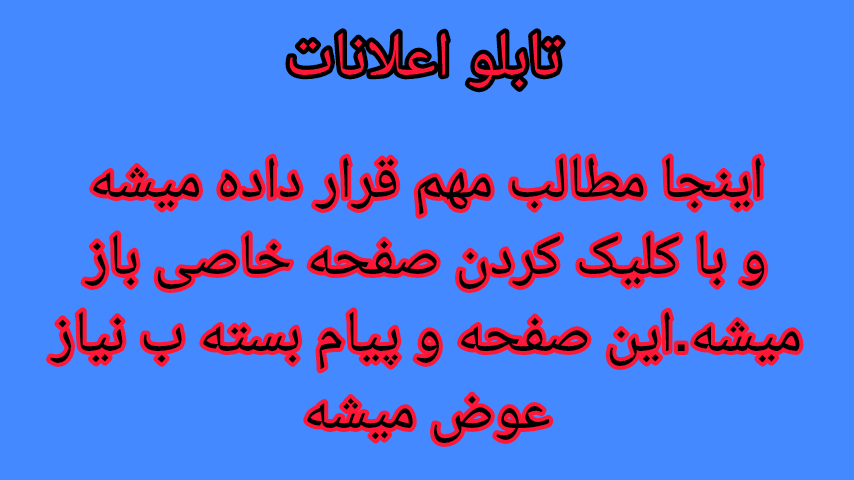 تابلو اعلانات
اینجا مطالب مهم قرار داده میشه
و با کلیک کردن صفحه خاصی باز
میشه.این صفحه و پیام بسته ب نیاز
عوض میشه